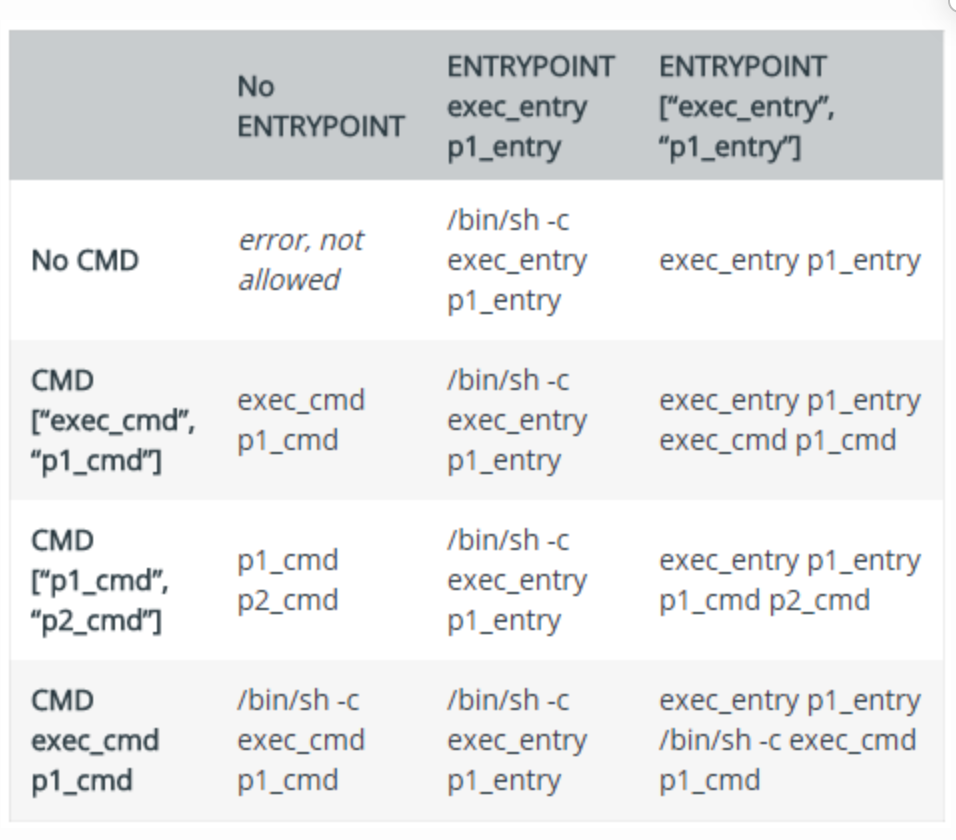 No
ENTRYPOINT
ENTRYPOINT
exec_entry
p1_entry
ENTRYPOINT
[“exec_entry”,
“p1_entry”]
No CMD
error, not
allowed
/bin/sh -c
exec_entry
p1_entry
exec_entry p1_entry
CMD
[“exec_cmd”,
“p1_cmd”]
exec_cmd
p1_cmd
/bin/sh -c
exec_entry
p1_entry
exec_entry p1_entry
exec_cmd p1_cmd
CMD
[“p1_cmd”,
“p2_cmd”]
p1_cmd
p2_cmd
/bin/sh -c
exec_entry
p1_entry
exec_entry p1_entry
p1_cmd p2_cmd
CMD
exec_cmd
p1_cmd
/bin/sh -c
exec_cmd
p1_cmd
/bin/sh -c
exec_entry
p1_entry
exec_entry p1_entry
/bin/sh -c exec_cmd
p1_cmd